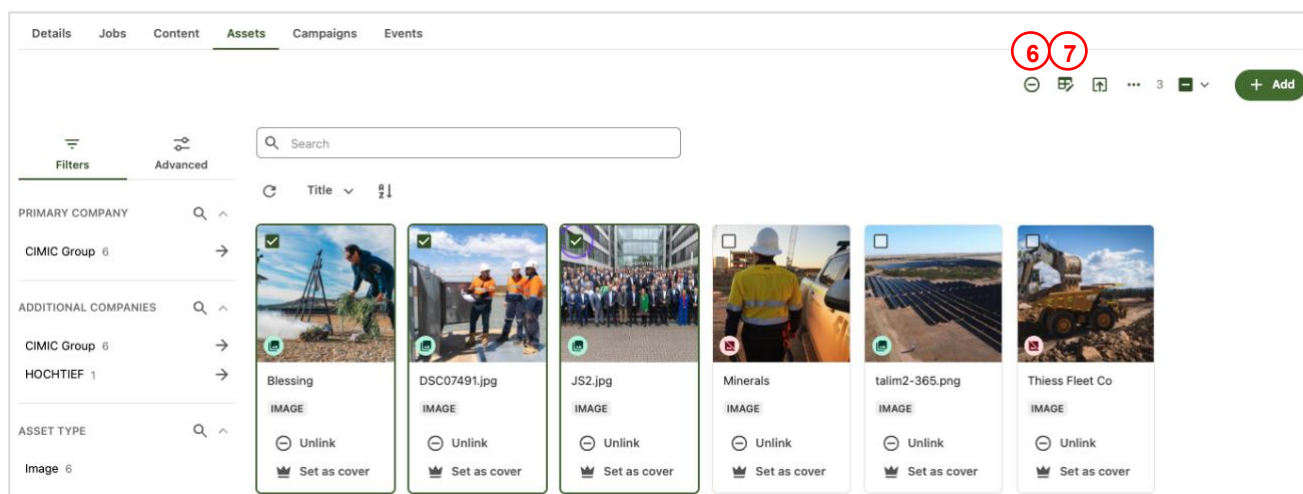 Details Jobs Content Assets Campaigns Events
6 7
3 + Add
Filters Advanced
Search
Title
A Z
PRIMARY COMPANY
CIMIC Group 6
ADDITIONAL COMPANIES
CIMIC Group 6
HOCHTIEF 1
ASSET TYPE
Image 6
Blessing DSC07491.jpg JS2.jpg Minerals talim2-365.png Thiess Fleet Co
IMAGE IMAGE IMAGE IMAGE IMAGE IMAGE
Unlink Unlink Unlink Unlink Unlink Unlink
Set as cover Set as cover Set as cover Set as cover Set as cover Set as cover